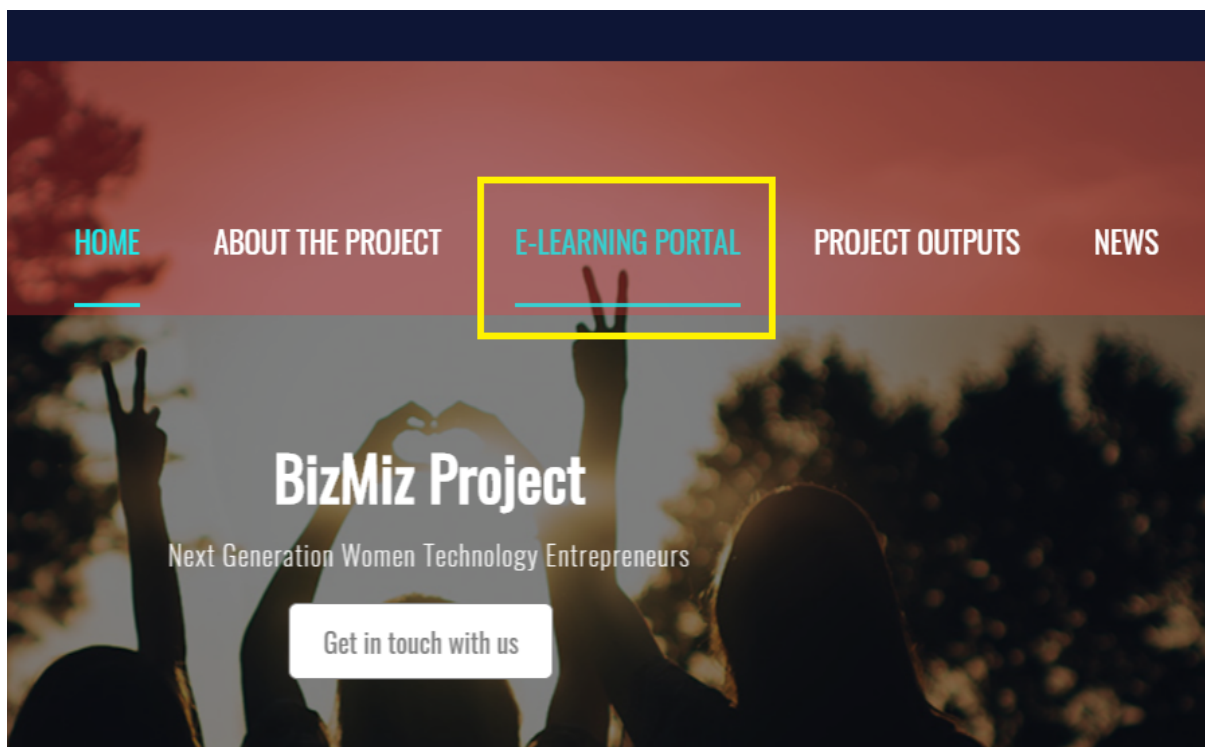 HOME ABOUT THE PROJECT E-LEARNING PORTAL PROJECT OUTPUTS NEWS
BizMiz Project
Next Generation Women Technology Entrepreneurs
Get in touch with us